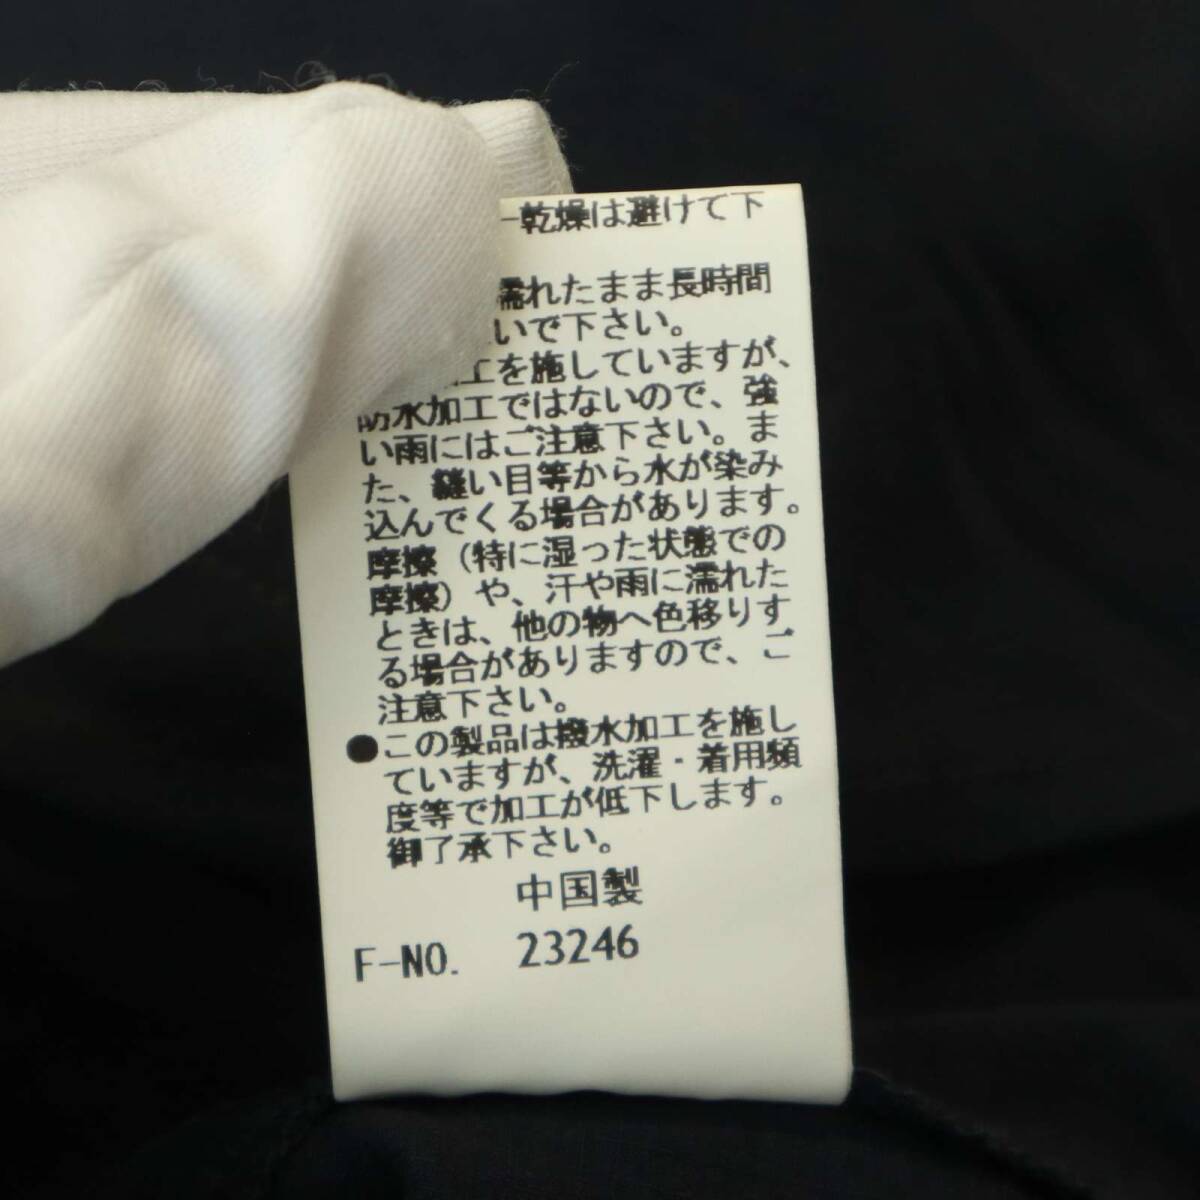 ー乾燥は避けて下
濡れたまま長時間
いで下さい。
工を施していますが、
防水加工ではないので、強
い雨にはご注意下さい。ま
た、縫い目等から水が染み
込んでくる場合があります。
摩擦（特に湿った状態での
摩擦）や、汗や雨に濡れた
ときは、他の物へ色移りす
る場合がありますので、ご
注意下さい。
●この製品は撥水加工を施し
ていますが、洗濯・着用頻
度等で加工が低下します。
御了承下さい。
中国製
F-NO. 23246